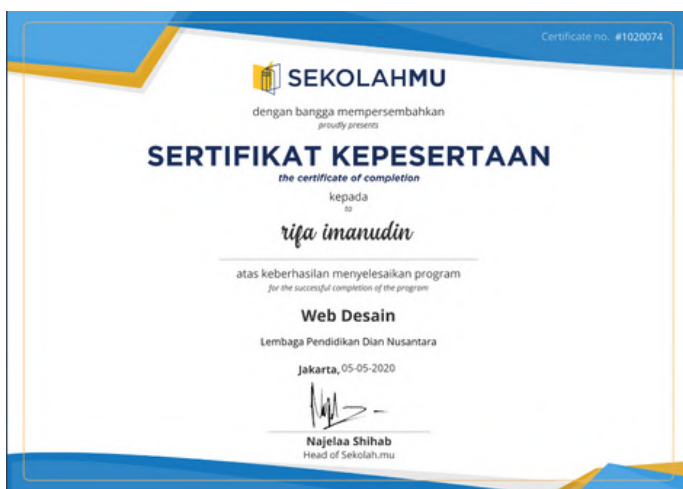 Certificate no. #1020074
SEKOLAHMU
dengan bangga mempersembahkan
proudly presents
SERTIFIKAT KEPESERTAAN
the certificate of completion
kepada
to
rifa imanudin
atas keberhasilan menyelesaikan program
for the successful completion of the program
Web Desain
Lembaga Pendidikan Dian Nusantara
Jakarta, 05-05-2020
Najelaa Shihab
Head of Sekolah.mu